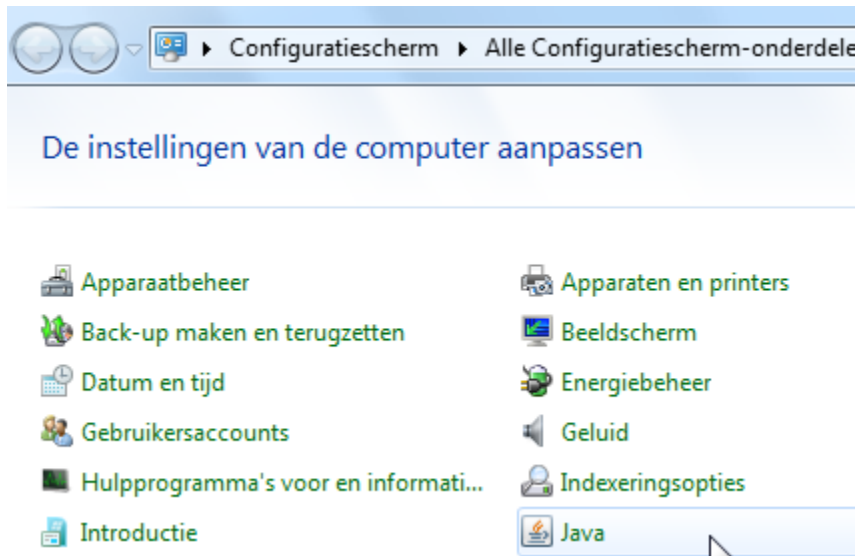 Configuratiescherm Alle Configuratiescherm-onderdele
De instellingen van de computer aanpassen
Apparaatbeheer Apparaten en printers
Back-up maken en terugzetten Beeldscherm
Datum en tijd Energiebeheer
Gebruikersaccounts Geluid
Hulpprogramma's voor en informati... Indexeringsopties
Introductie Java